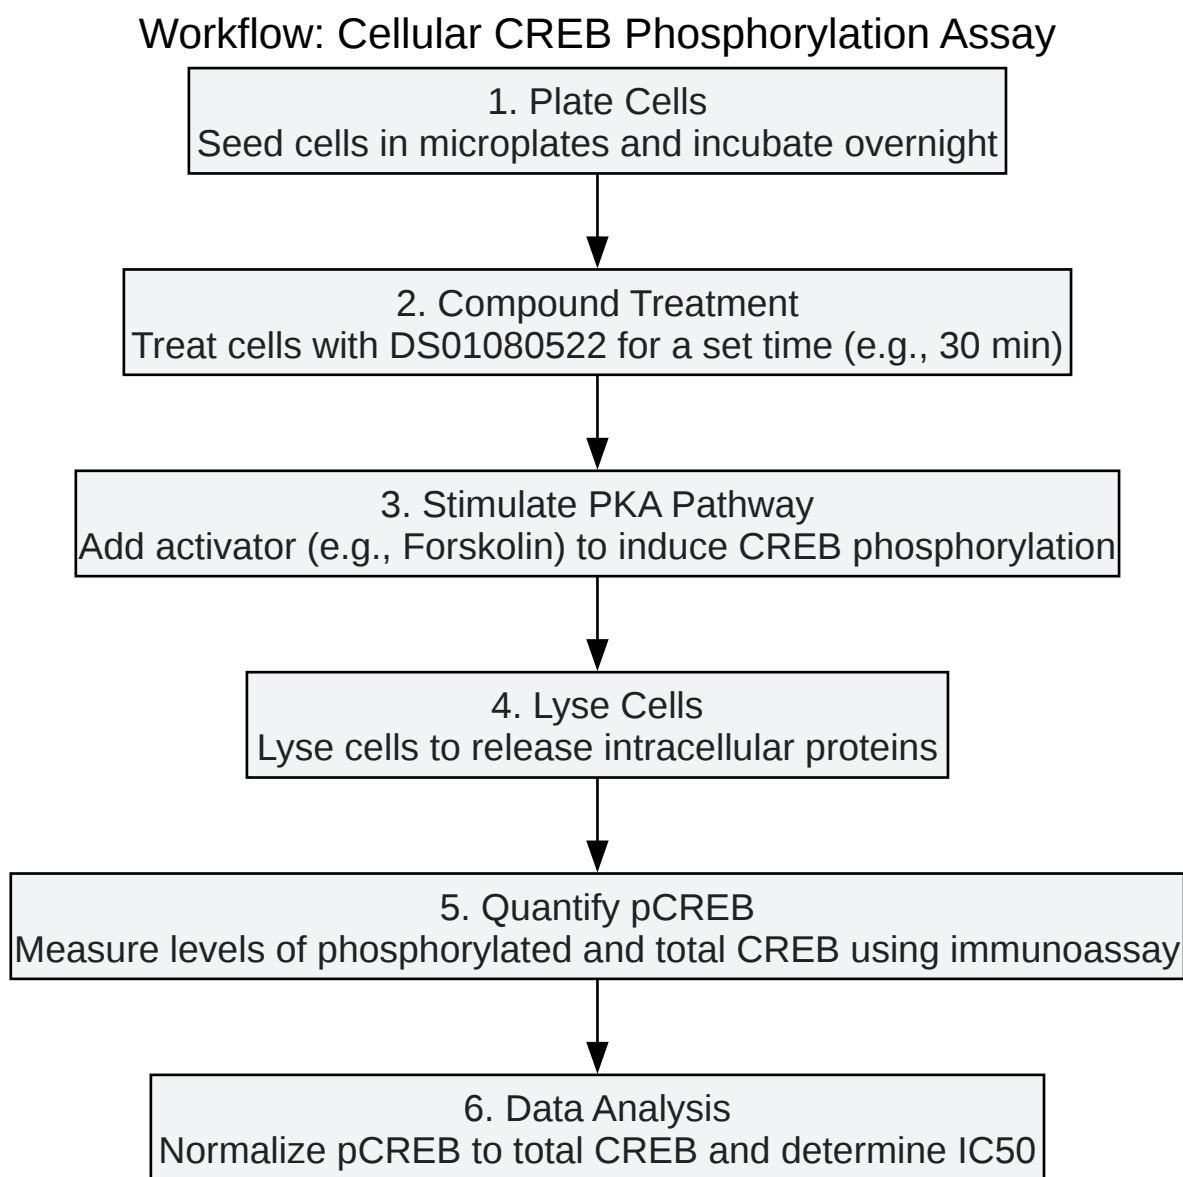 Workflow: Cellular CREB Phosphorylation Assay
1. Plate Cells
Seed cells in microplates and incubate overnight
2. Compound Treatment
Treat cells with DS01080522 for a set time (e.g., 30 min)
3. Stimulate PKA Pathway
Add activator (e.g., Forskolin) to induce CREB phosphorylation
4. Lyse Cells
Lyse cells to release intracellular proteins
5. Quantify pCREB
Measure levels of phosphorylated and total CREB using immunoassay
6. Data Analysis
Normalize pCREB to total CREB and determine IC50